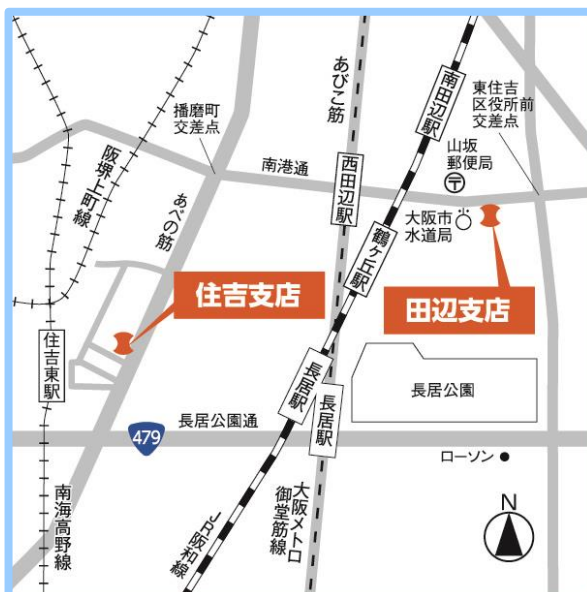 あびこ筋
南田辺駅
東住吉
区役所前
交差点
播磨町
交差点
山坂
郵便局
〒
阪堺上町線
南港通
西田辺駅
あべの筋
大阪市
水道局
鶴ヶ丘駅
住吉支店
田辺支店
住吉東駅
長居駅
長居駅
長居公園
長居公園通
479
ローソン
南海高野線
JR阪和線
大阪メトロ
御堂筋線
N